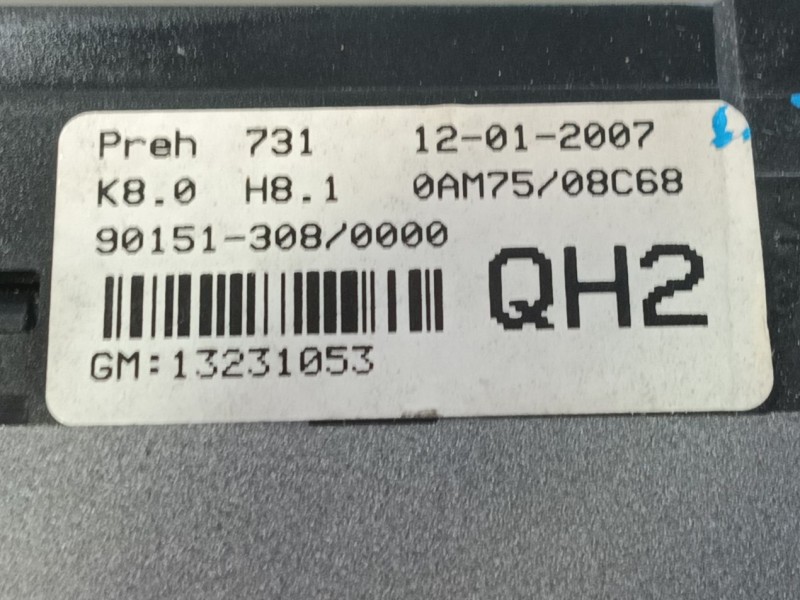 Preh 731 12-01-2007
K8.0 H8.1 0AM75/08C68
90151-308/0000
QH2
GM:13231053